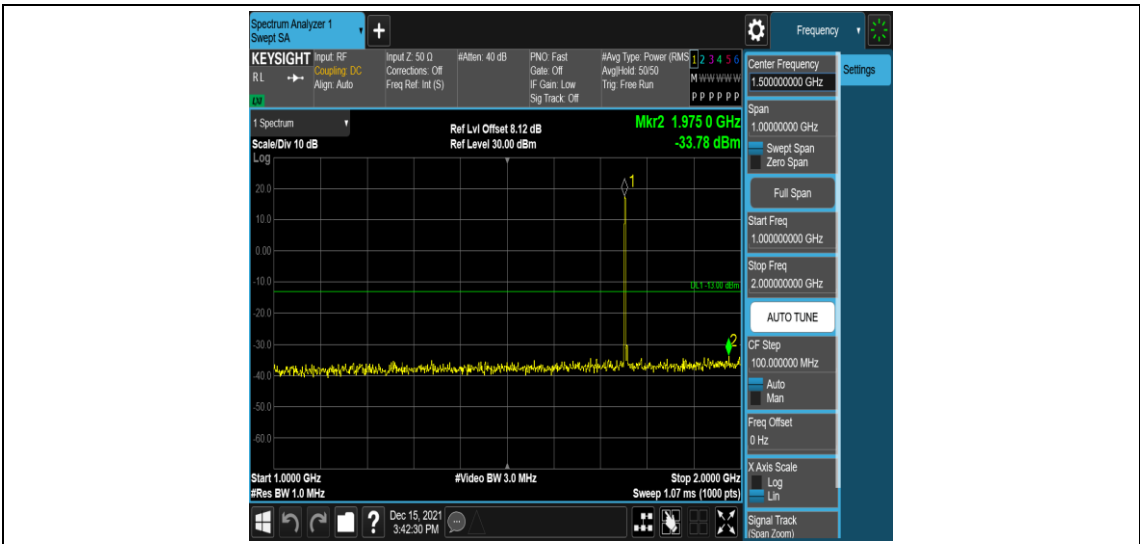 Spectrum Analyzer 1
Swept SA
+
Frequency
KEYSIGHT
RL
LXI
Input: RF
Coupling: DC
Align: Auto
Input Z: 50 Ω
Corrections: Off
Freq Ref: Int (S)
#Atten: 40 dB
PNO: Fast
Gate: Off
IF Gain: Low
Sig Track: Off
#Avg Type: Power (RMS
Avg|Hold: 50/50
Trig: Free Run
1 2 3 4 5 6
M W W W W W
P P P P P P
1 Spectrum
Scale/Div 10 dB
Log
Ref Lvl Offset 8.12 dB
Ref Level 30.00 dBm
Mkr2 1.975 0 GHz
-33.78 dBm
1
20.0
10.0
0.00
-10.0
DL1 -13.00 dBm
-20.0
-30.0
2
-40.0
-50.0
-60.0
Start 1.0000 GHz
#Video BW 3.0 MHz
Stop 2.0000 GHz
#Res BW 1.0 MHz
Sweep 1.07 ms (1000 pts)
?
Dec 15, 2021
3:42:30 PM
Center Frequency
1.500000000 GHz
Settings
Span
1.00000000 GHz
Swept Span
Zero Span
Full Span
Start Freq
1.000000000 GHz
Stop Freq
2.000000000 GHz
AUTO TUNE
CF Step
100.000000 MHz
Auto
Man
Freq Offset
0 Hz
X Axis Scale
Log
Lin
Signal Track
(Span Zoom)